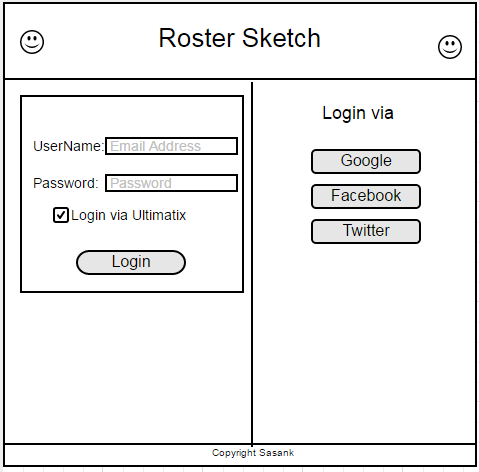 Roster Sketch
UserName: Email Address
Password: Password
Login via Ultimatix
Login
Login via
Google
Facebook
Twitter
Copyright Sasank